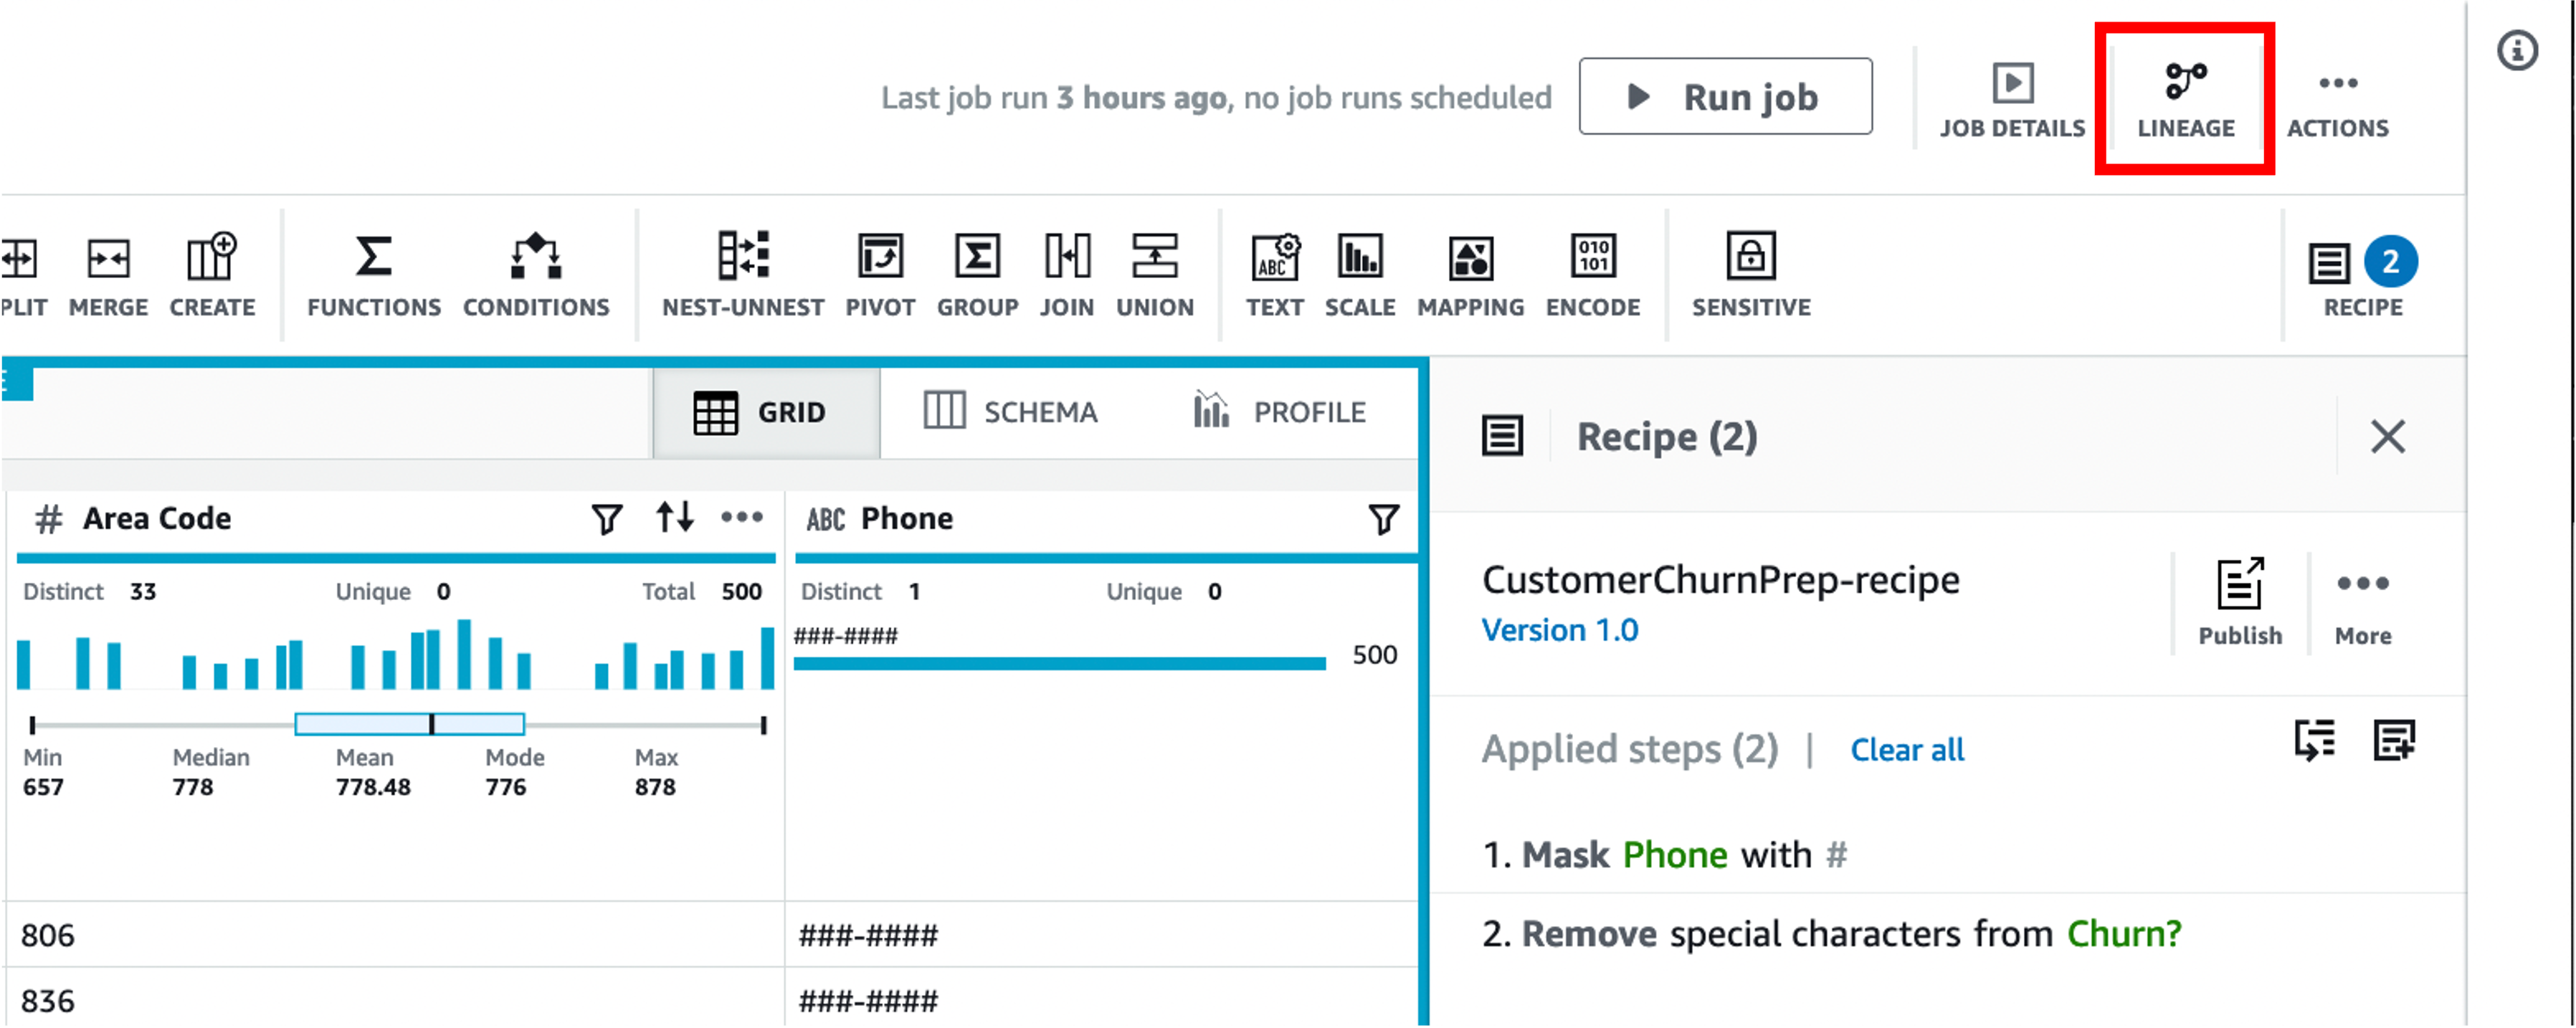 Last job run 3 hours ago, no job runs scheduled
Run job
JOB DETAILS
LINEAGE
ACTIONS
PLIT
MERGE
CREATE
FUNCTIONS
CONDITIONS
NEST-UNNEST
PIVOT
GROUP
JOIN
UNION
ABC
TEXT
SCALE
MAPPING
010
101
ENCODE
SENSITIVE
2
RECIPE
E
GRID
SCHEMA
PROFILE
# Area Code
Distinct 33 Unique 0 Total 500
Min Median Mean Mode Max
657 778 778.48 776 878
806
836
ABC Phone
Distinct 1 Unique 0
###-####
500
###-####
###-####
Recipe (2)
CustomerChurnPrep-recipe
Version 1.0
Publish
More
Applied steps (2) | Clear all
1. Mask Phone with #
2. Remove special characters from Churn?